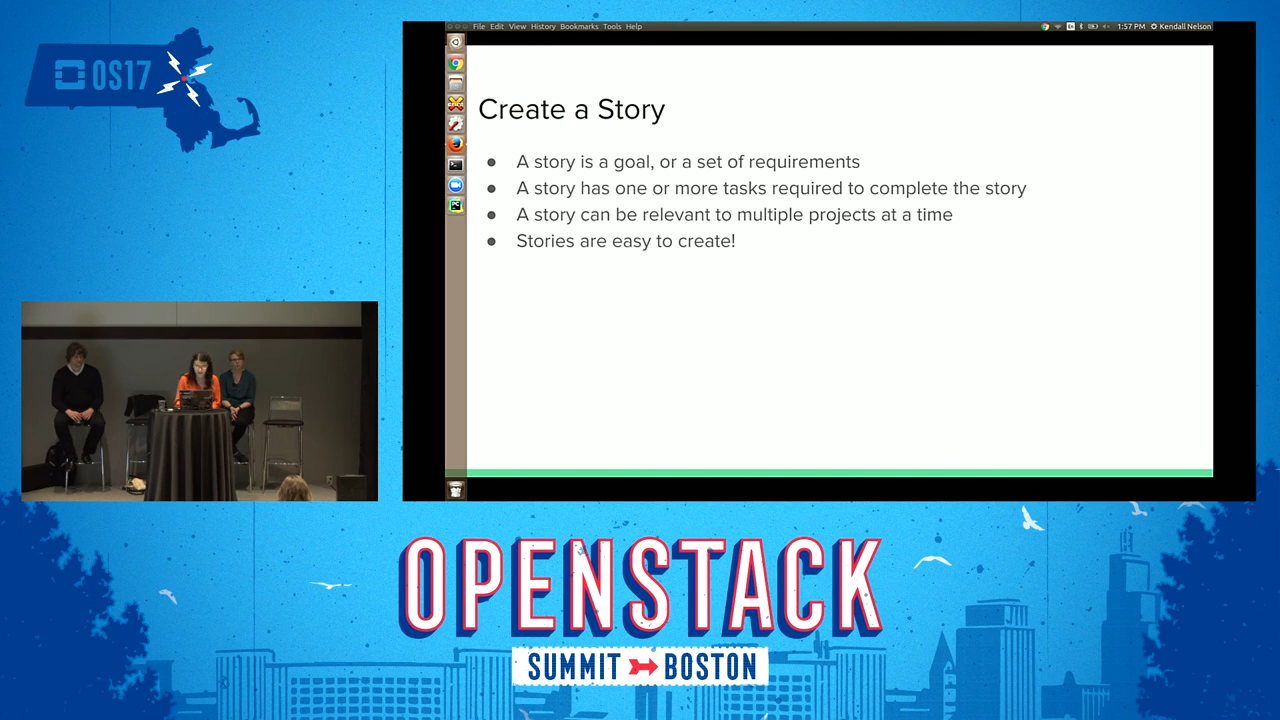 OS17
File Edit View History Bookmarks Tools Help
1:57 PM Kendall Nelson
Create a Story
● A story is a goal, or a set of requirements
● A story has one or more tasks required to complete the story
● A story can be relevant to multiple projects at a time
● Stories are easy to create!
OPENSTACK
SUMMIT BOSTON